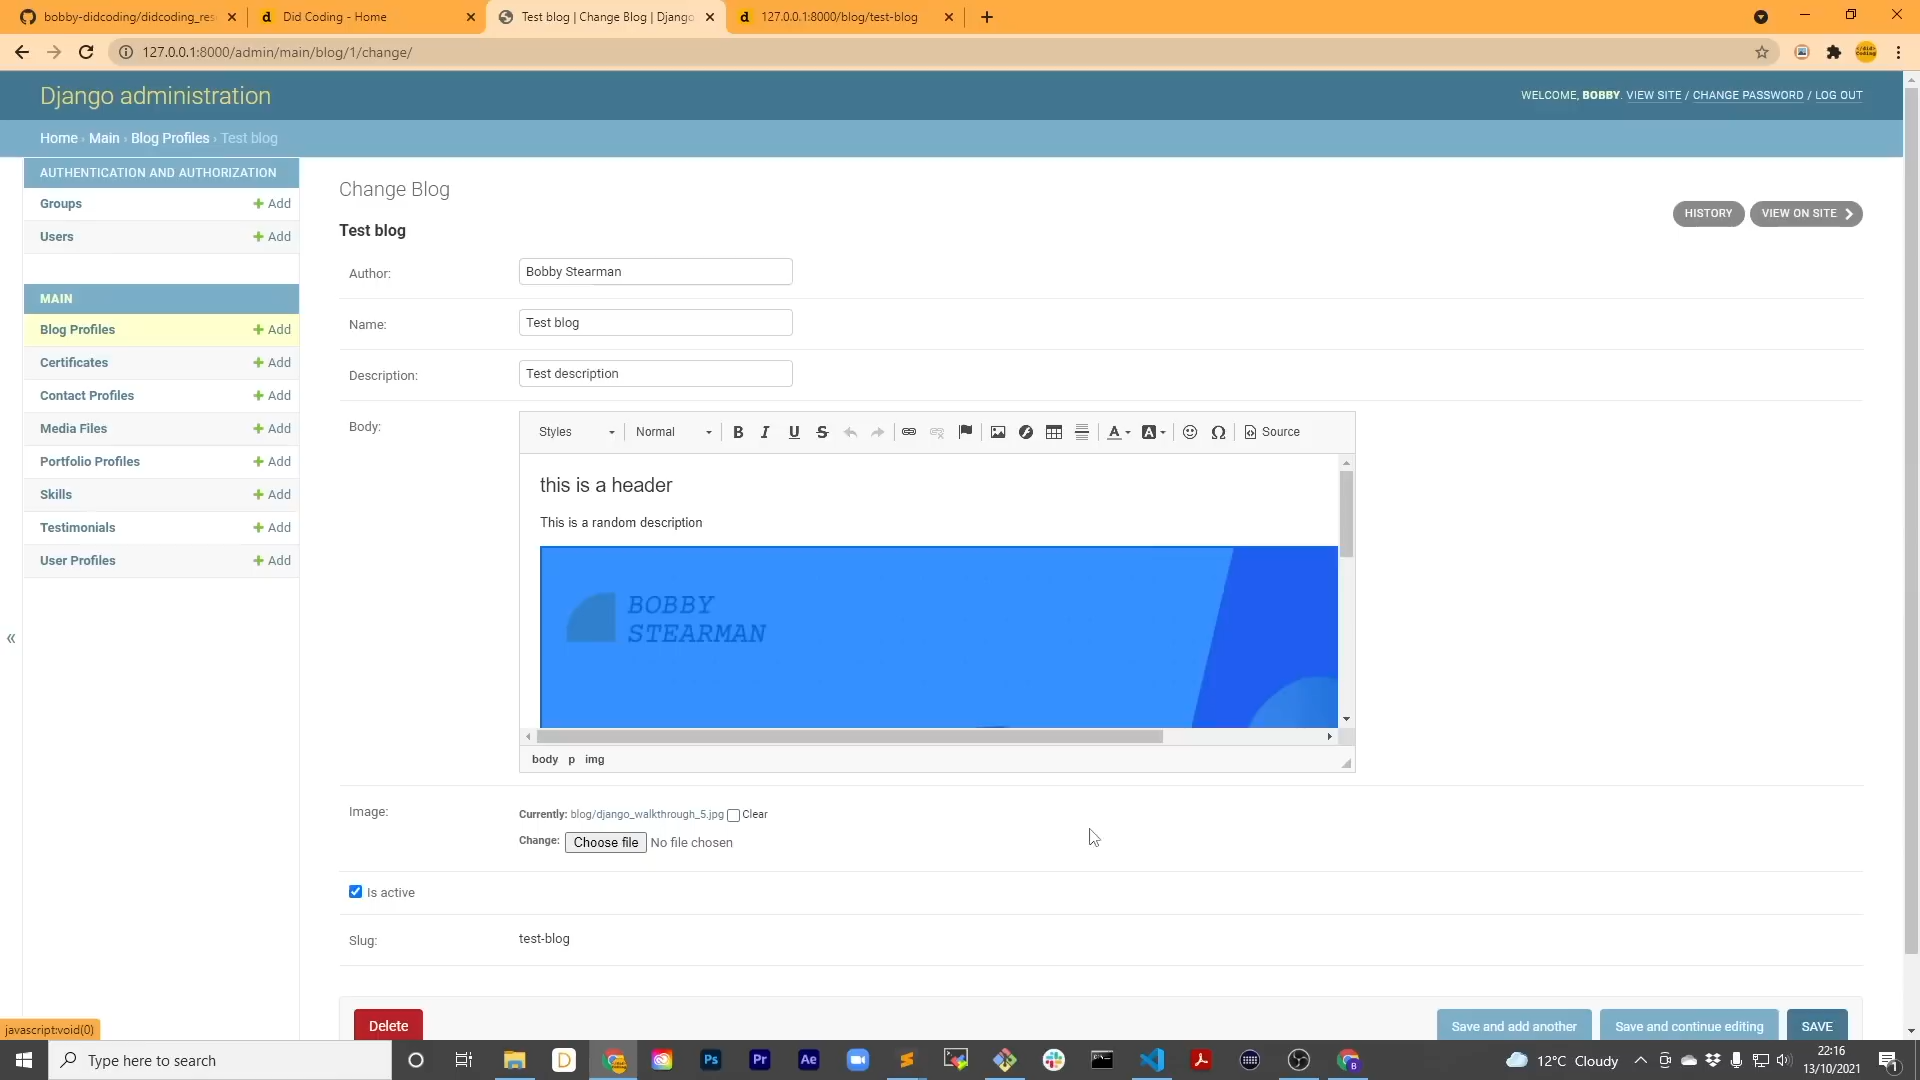 bobby-didcoding/didcoding_res
Did Coding - Home
Test blog | Change Blog | Django
127.0.0.1:8000/blog/test-blog
127.0.0.1:8000/admin/main/blog/1/change/
Django administration
WELCOME, BOBBY. VIEW SITE / CHANGE PASSWORD / LOG OUT
Home › Main › Blog Profiles › Test blog
AUTHENTICATION AND AUTHORIZATION
Groups + Add
Users + Add
MAIN
Blog Profiles + Add
Certificates + Add
Contact Profiles + Add
Media Files + Add
Portfolio Profiles + Add
Skills + Add
Testimonials + Add
User Profiles + Add
«
Change Blog
HISTORY
VIEW ON SITE
Test blog
Author: Bobby Stearman
Name: Test blog
Description: Test description
Body:
Styles Normal B I U S A A Ω Source
this is a header
This is a random description
BOBBY
STEARMAN
body p img
Image:
Currently: blog/django_walkthrough_5.jpg Clear
Change: Choose file No file chosen
Is active
Slug: test-blog
Delete
Save and add another
Save and continue editing
SAVE
javascript:void(0)
Type here to search
D
Ps
Pr
Ae
B
12°C Cloudy
22:16
13/10/2021
1